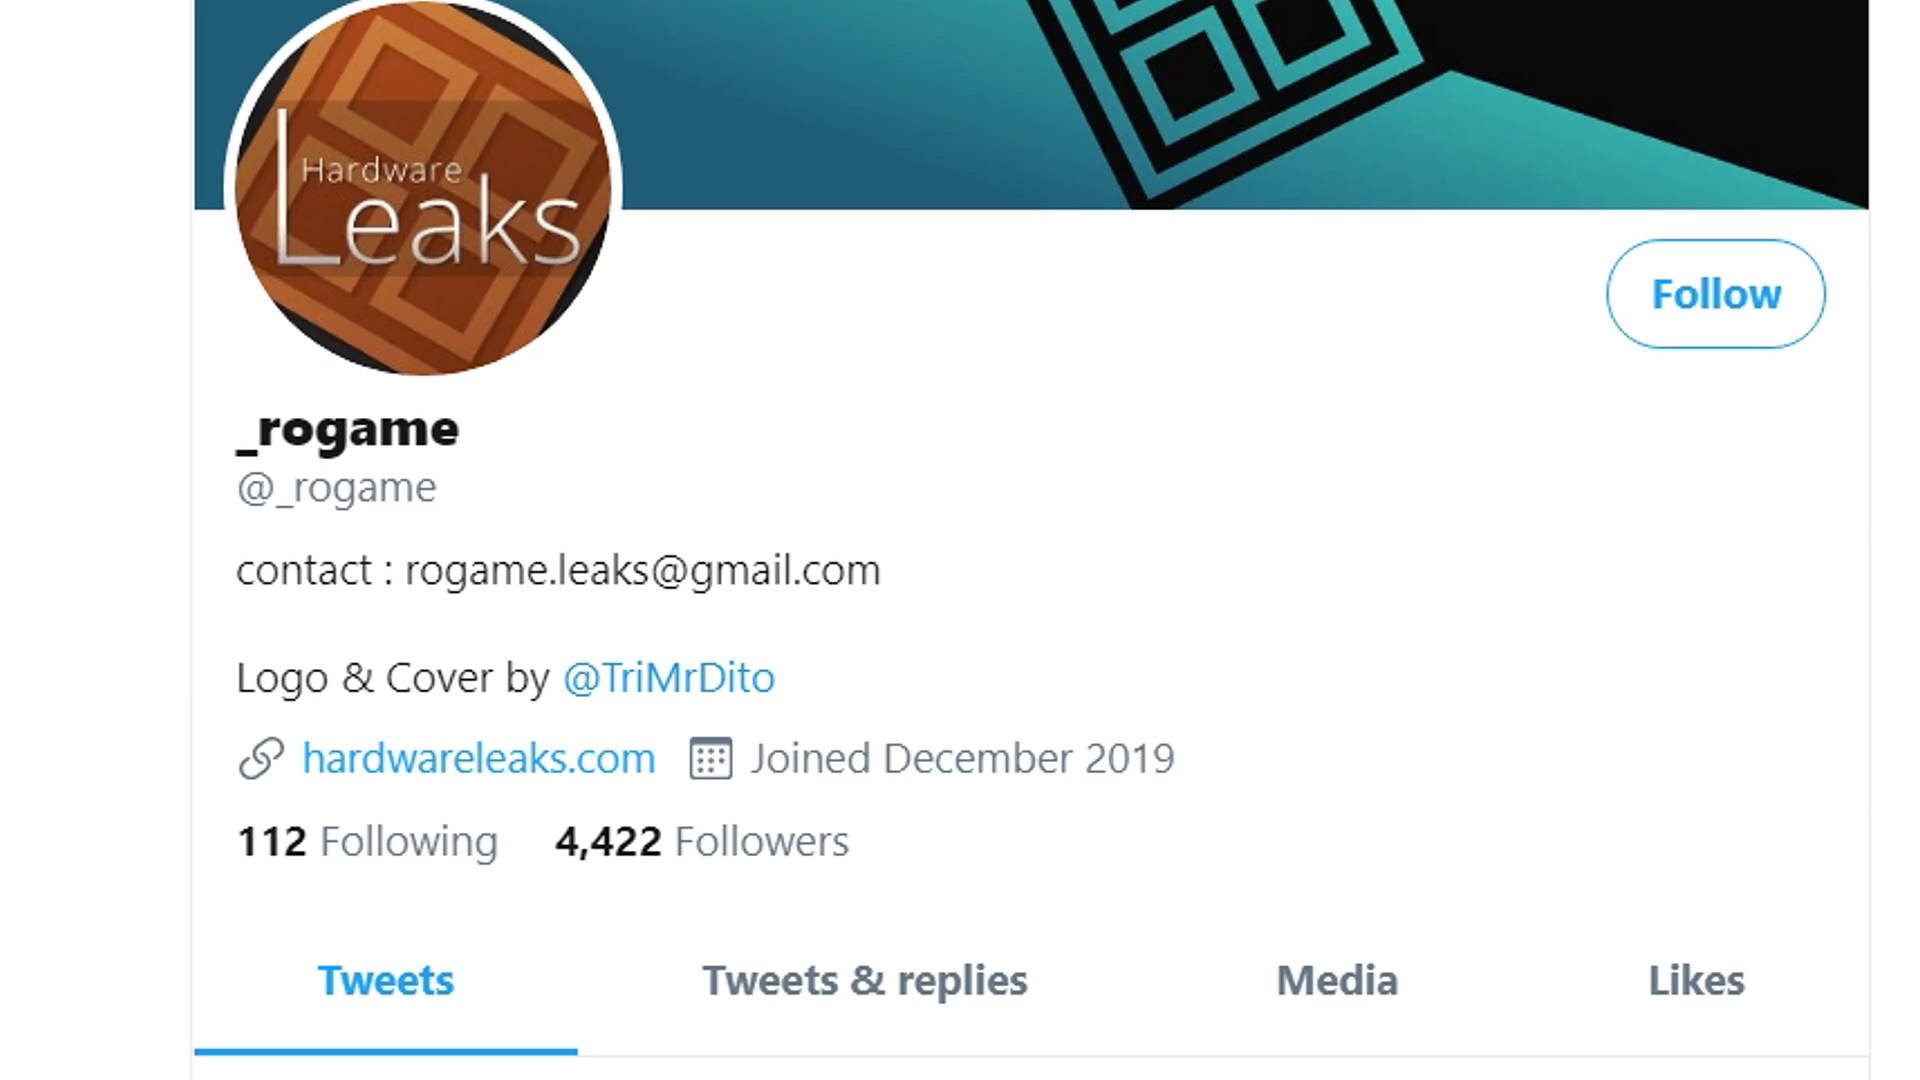 Hardware
Leaks
Follow
_rogame
@_rogame
contact : rogame.leaks@gmail.com
Logo & Cover by @TriMrDito
hardwareleaks.com Joined December 2019
112 Following 4,422 Followers
Tweets Tweets & replies Media Likes